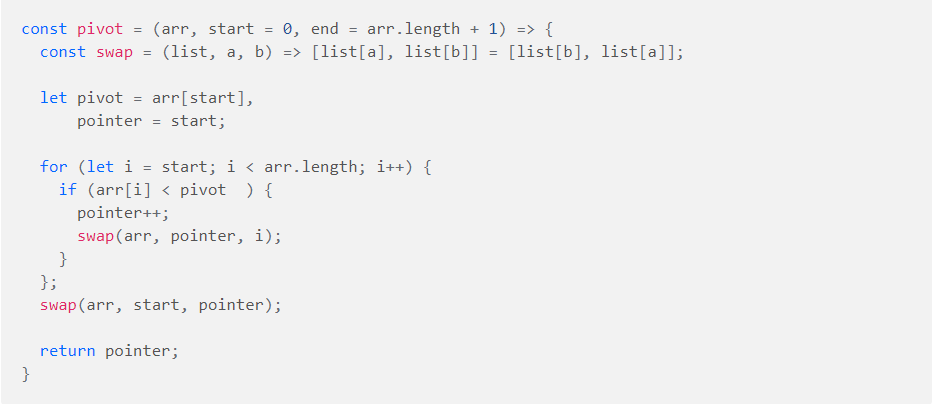 const pivot = (arr, start = 0, end = arr.length + 1) => {
  const swap = (list, a, b) => [list[a], list[b]] = [list[b], list[a]];

  let pivot = arr[start],
      pointer = start;

  for (let i = start; i < arr.length; i++) {
    if (arr[i] < pivot  ) {
      pointer++;
      swap(arr, pointer, i);
    }
  };
  swap(arr, start, pointer);

  return pointer;
}